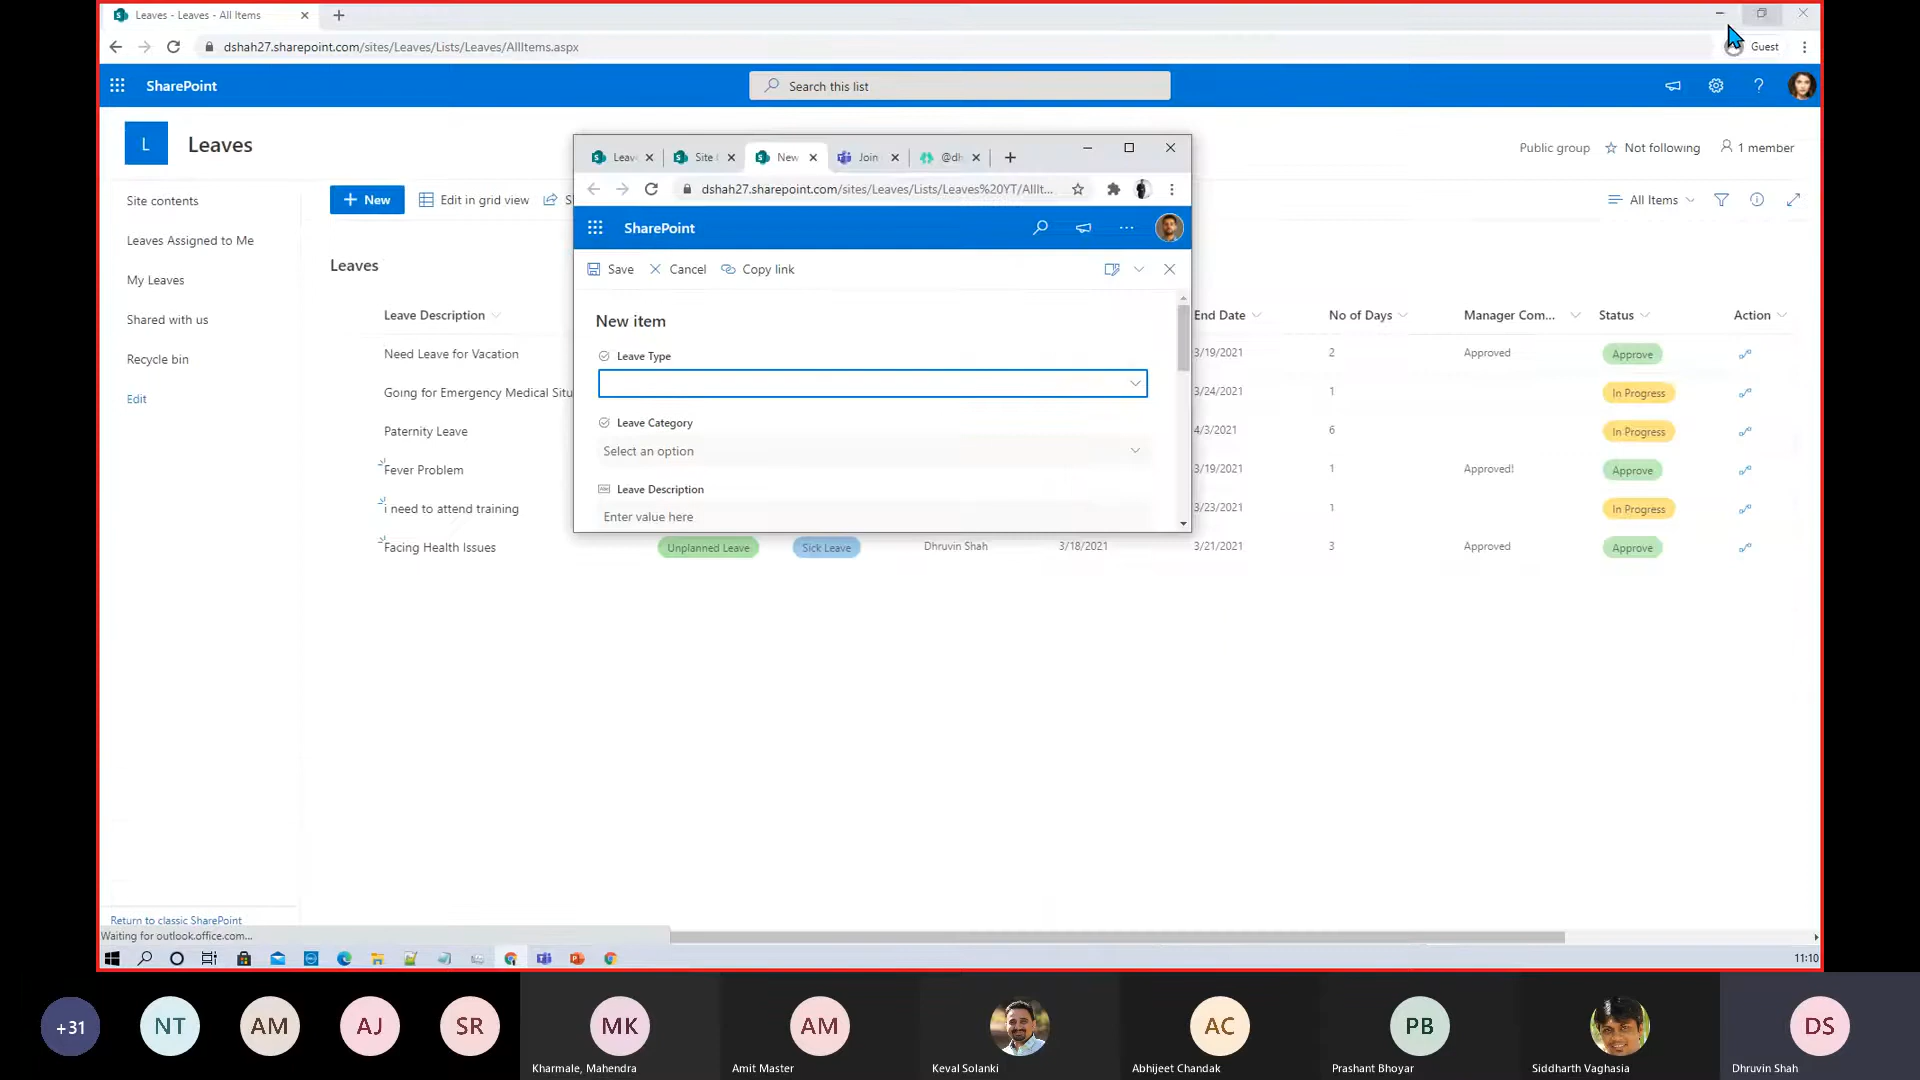 Leaves - Leaves - All Items
dshah27.sharepoint.com/sites/Leaves/Lists/Leaves/AllItems.aspx
Guest
SharePoint
Search this list
L
Leaves
Public group
Not following
1 member
Site contents
Leaves Assigned to Me
My Leaves
Shared with us
Recycle bin
Edit
New
Edit in grid view
S
All Items
Leaves
Leave Description
End Date
No of Days
Manager Com...
Status
Action
Need Leave for Vacation
3/19/2021
2
Approved
Approve
Going for Emergency Medical Situ
3/24/2021
1
In Progress
Paternity Leave
4/3/2021
6
In Progress
Fever Problem
3/19/2021
1
Approved!
Approve
i need to attend training
3/23/2021
1
In Progress
Facing Health Issues
Unplanned Leave
Sick Leave
Dhruvin Shah
3/18/2021
3/21/2021
3
Approved
Approve
Leav
Site
New
Join
@dh
dshah27.sharepoint.com/sites/Leaves/Lists/Leaves%20YT/AllIt...
SharePoint
Save
Cancel
Copy link
New item
Leave Type
Leave Category
Select an option
Leave Description
Enter value here
Return to classic SharePoint
Waiting for outlook.office.com...
11:10
+31
NT
AM
AJ
SR
MK
Kharmale, Mahendra
AM
Amit Master
Keval Solanki
AC
Abhijeet Chandak
PB
Prashant Bhoyar
Siddharth Vaghasia
DS
Dhruvin Shah